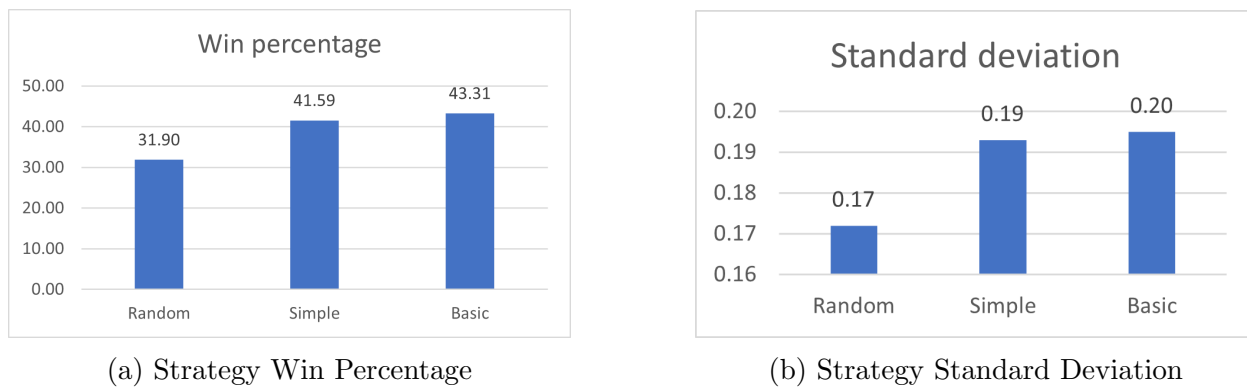 Win percentage
50.00
40.00
30.00
20.00
10.00
0.00
31.90
41.59
43.31
Random Simple Basic
(a) Strategy Win Percentage
Standard deviation
0.20
0.19
0.18
0.17
0.16
0.17
0.19
0.20
Random Simple Basic
(b) Strategy Standard Deviation